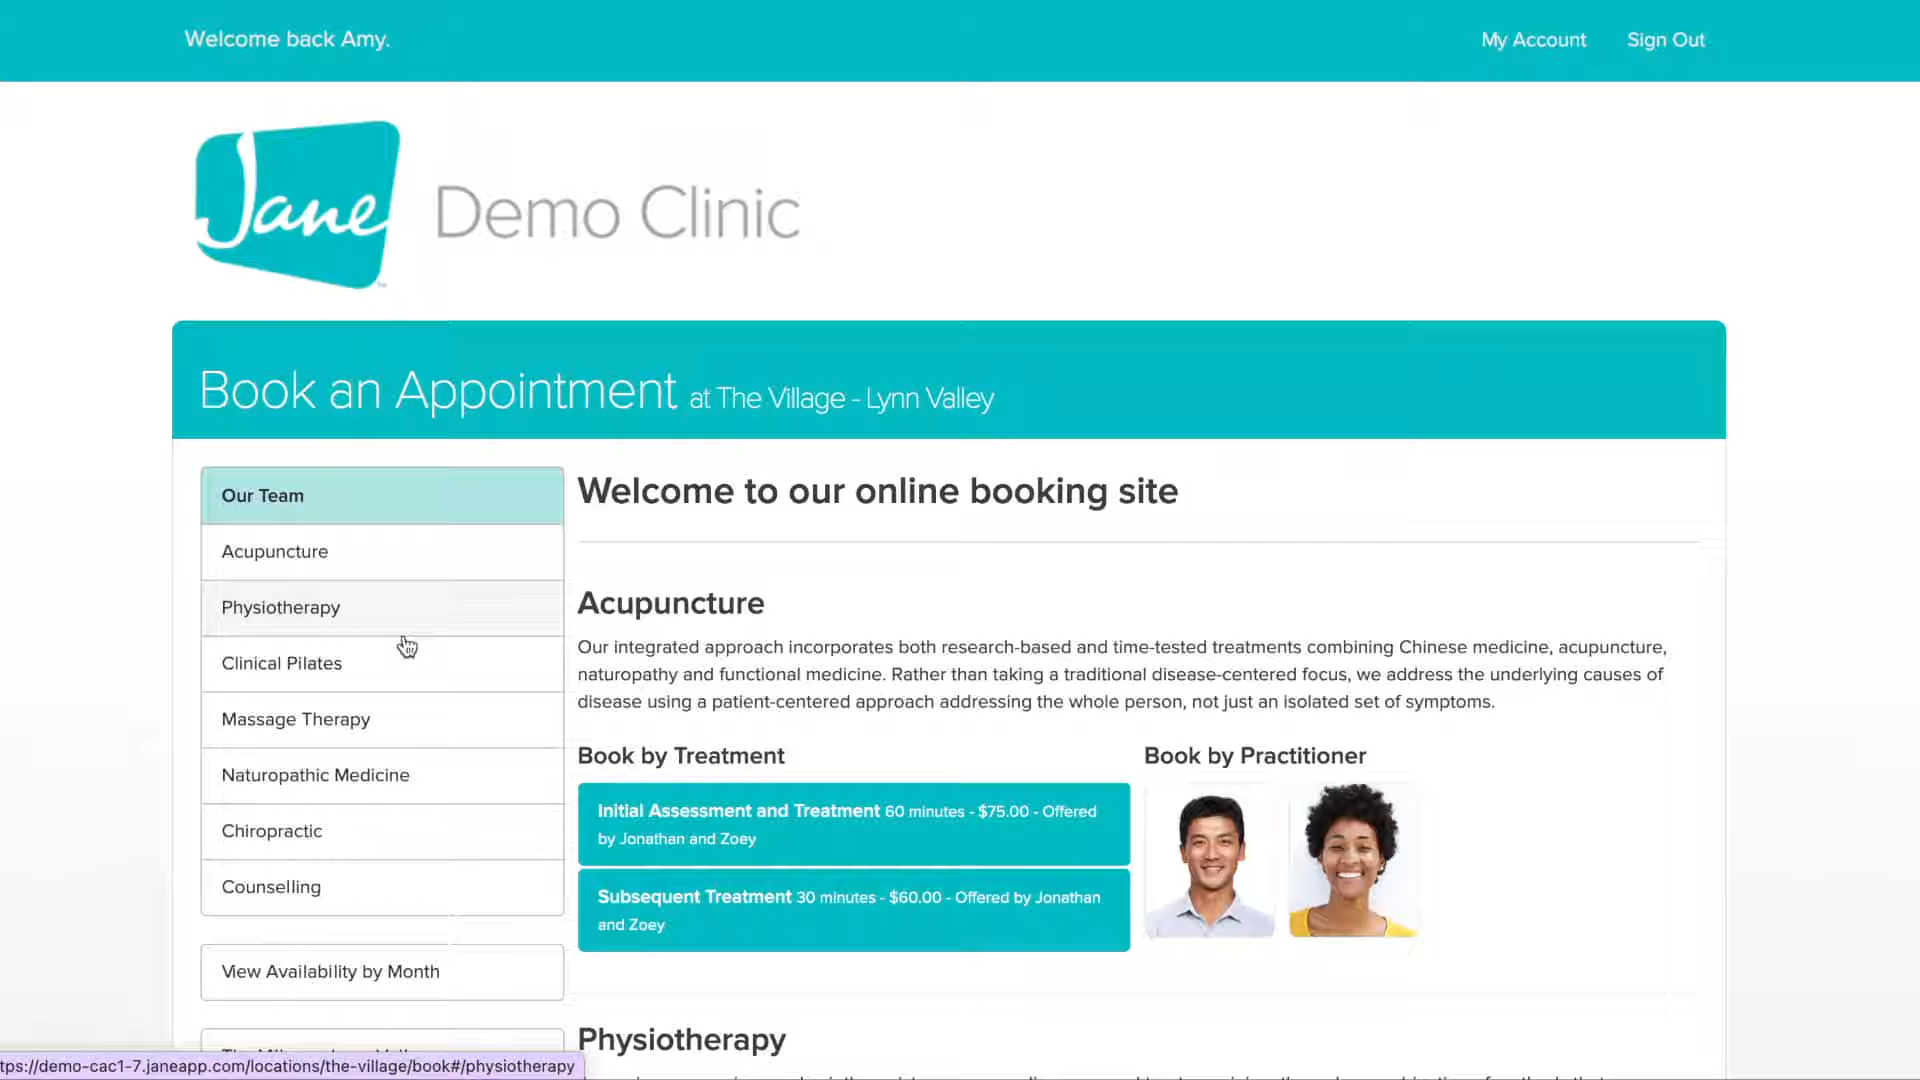 Welcome back Amy.
My Account
Sign Out
Jane
Demo Clinic
Book an Appointment at The Village - Lynn Valley
Our Team
Acupuncture
Physiotherapy
Clinical Pilates
Massage Therapy
Naturopathic Medicine
Chiropractic
Counselling
View Availability by Month
Welcome to our online booking site
Acupuncture
Our integrated approach incorporates both research-based and time-tested treatments combining Chinese medicine, acupuncture,
naturopathy and functional medicine. Rather than taking a traditional disease-centered focus, we address the underlying causes of
disease using a patient-centered approach addressing the whole person, not just an isolated set of symptoms.
Book by Treatment
Initial Assessment and Treatment 60 minutes - $75.00 - Offered
by Jonathan and Zoey
Subsequent Treatment 30 minutes - $60.00 - Offered by Jonathan
and Zoey
Book by Practitioner
Physiotherapy
tps://demo-cac1-7.janeapp.com/locations/the-village/book#/physiotherapy